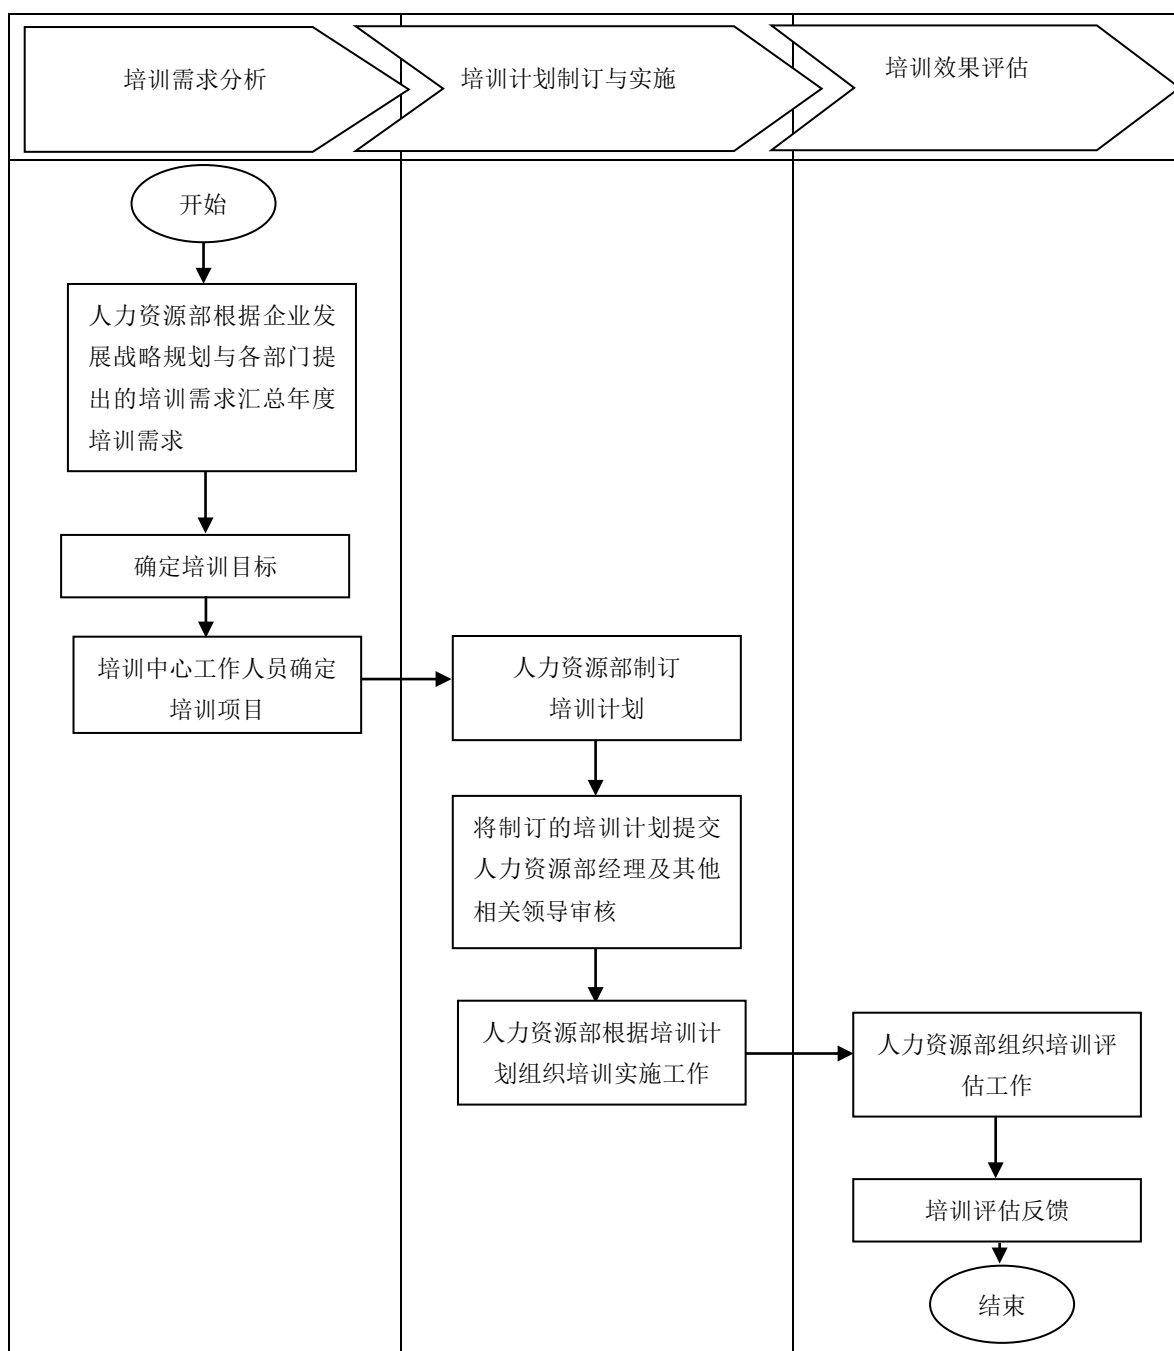 培训需求分析
培训计划制订与实施
培训效果评估
开始
人力资源部根据企业发
展战略规划与各部门提
出的培训需求汇总年度
培训需求
确定培训目标
培训中心工作人员确定
培训项目
人力资源部制订
培训计划
将制订的培训计划提交
人力资源部经理及其他
相关领导审核
人力资源部根据培训计
划组织培训实施工作
人力资源部组织培训评
估工作
培训评估反馈
结束